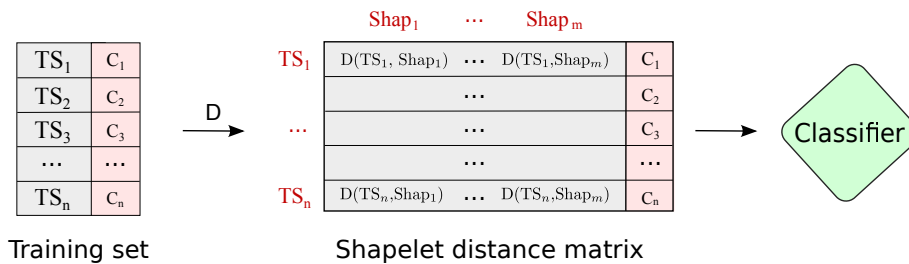 Shap₁ ... Shapₘ
TS₁ C₁ TS₁ D(TS₁, Shap₁) ... D(TS₁,Shapₘ) C₁
TS₂ C₂ ... C₂
D
TS₃ C₃ ... ... C₃ Classifier
... ... ... ...
TSₙ Cₙ TSₙ D(TSₙ,Shap₁) ... D(TSₙ,Shapₘ) Cₙ
Training set Shapelet distance matrix